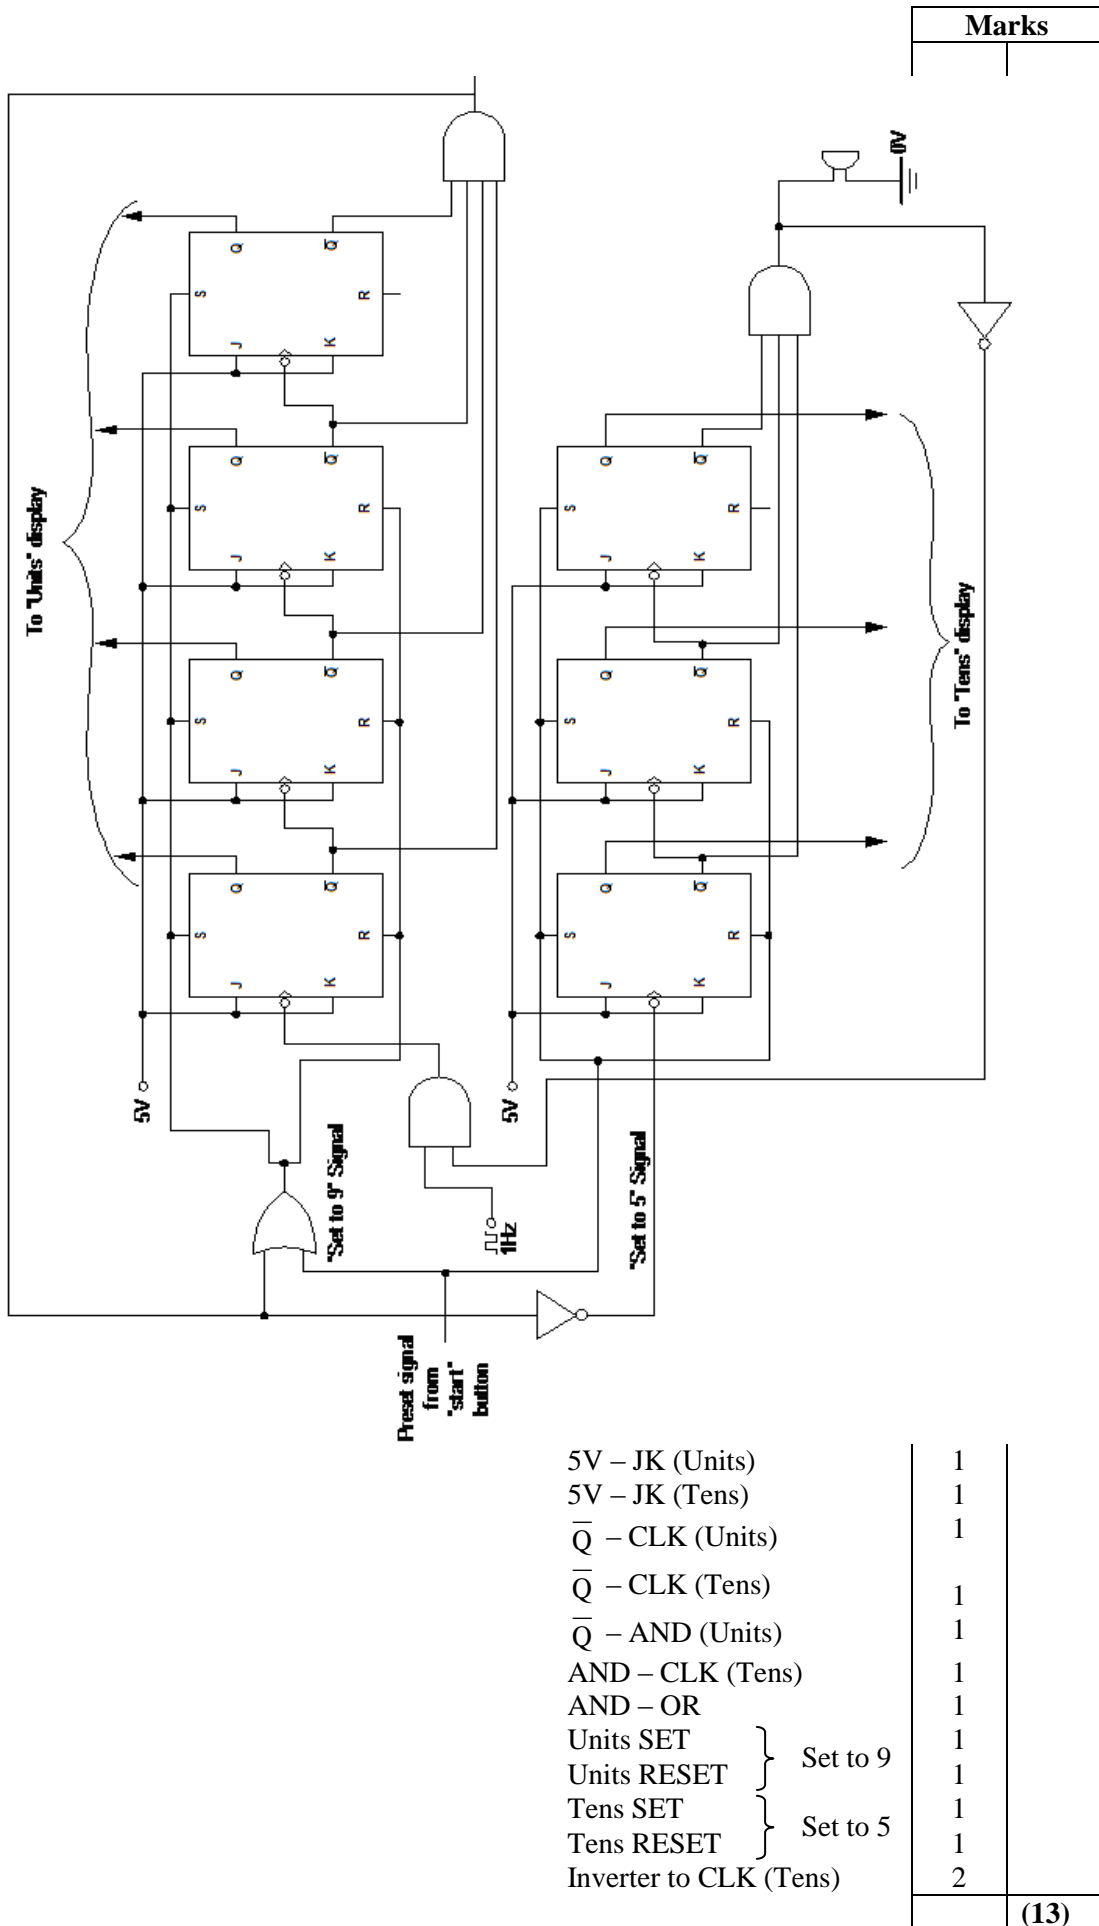 Marks
To "Units" display
Q
Q
S
R
J
K
Q
Q
S
R
J
K
Q
Q
S
R
J
K
Q
Q
S
R
J
K
5V
0V
Q
Q
S
R
J
K
Q
Q
S
R
J
K
Q
Q
S
R
J
K
5V
To "Tens" display
"Set to 9" Signal
1Hz
"Set to 5" Signal
Preset signal
from
"start"
button
5V – JK (Units) 1
5V – JK (Tens) 1
Q̅ – CLK (Units) 1
Q̅ – CLK (Tens) 1
Q̅ – AND (Units) 1
AND – CLK (Tens) 1
AND – OR 1
Units SET 1
Set to 9
Units RESET 1
Tens SET 1
Set to 5
Tens RESET 1
Inverter to CLK (Tens) 2
(13)